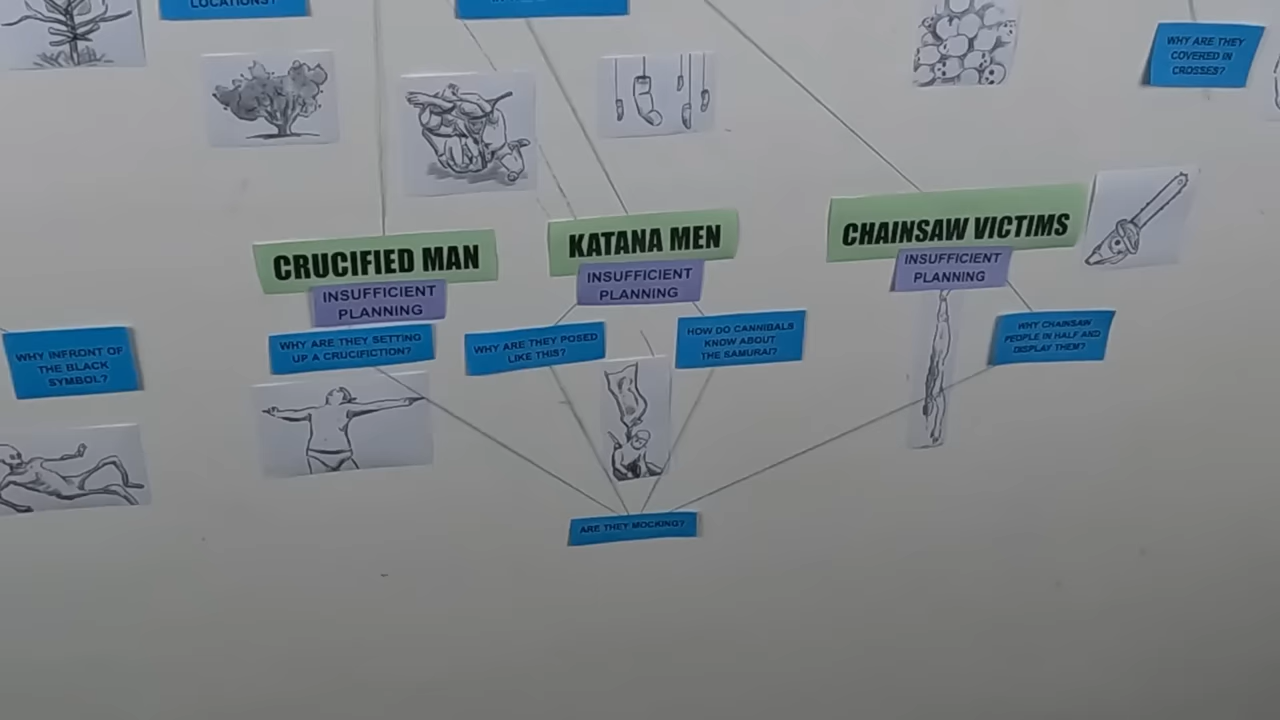 LOCATIONS?
WHY ARE THEY
COVERED IN
CROSSES?
CRUCIFIED MAN
INSUFFICIENT
PLANNING
WHY ARE THEY SETTING
UP A CRUCIFICTION?
KATANA MEN
INSUFFICIENT
PLANNING
WHY ARE THEY POSED
LIKE THIS?
HOW DO CANNIBALS
KNOW ABOUT
THE SAMURAI?
CHAINSAW VICTIMS
INSUFFICIENT
PLANNING
WHY CHAINSAW
PEOPLE IN HALF AND
DISPLAY THEM?
WHY INFRONT OF
THE BLACK
SYMBOL?
ARE THEY MOCKING?